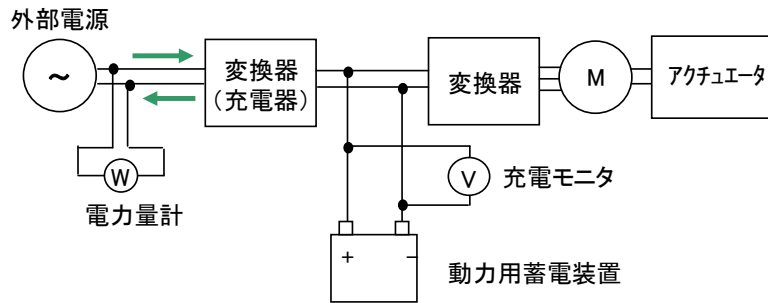 外部電源
～
変換器
(充電器)
変換器
M
アクチュエータ
W
電力量計
V
充電モニタ
+
−
動力用蓄電装置